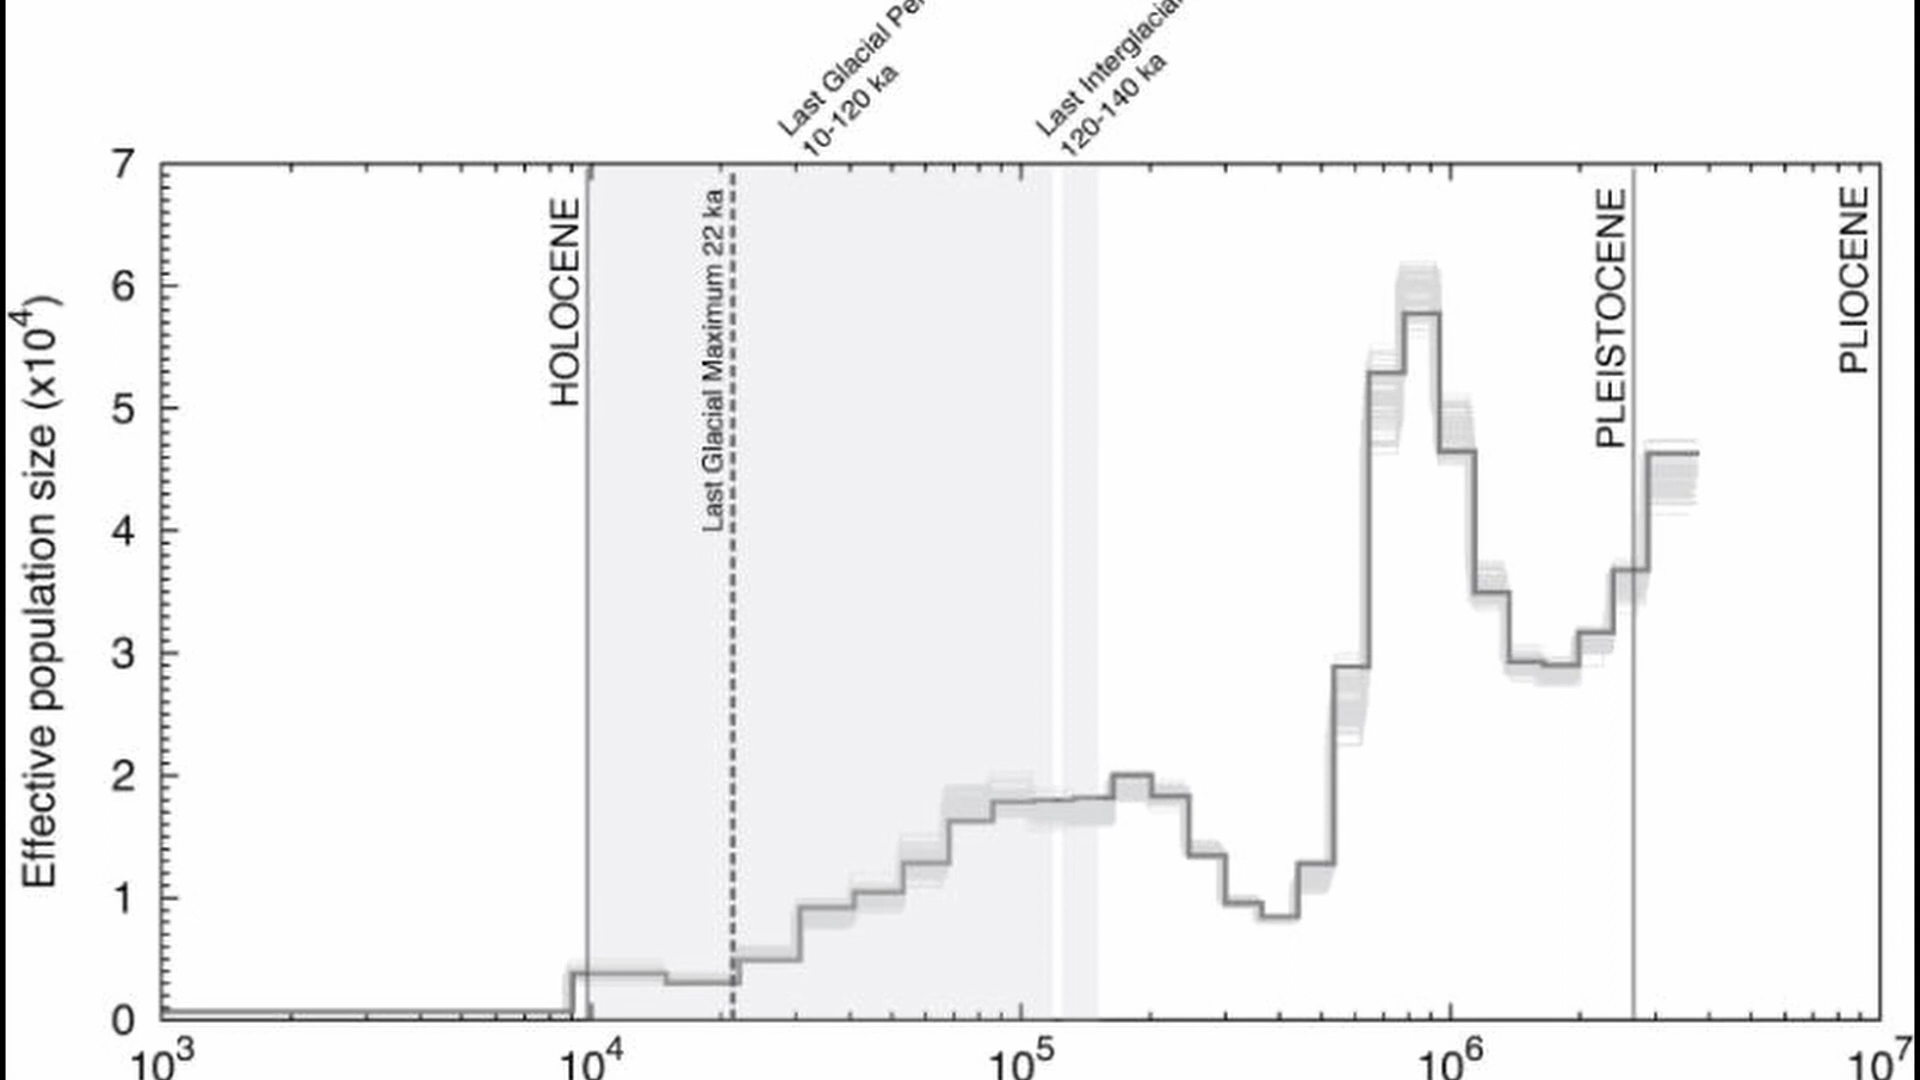 Last Glacial
10-120 ka
Last Interglacial
120-140 ka
HOLOCENE
Last Glacial Maximum 22 ka
PLEISTOCENE
PLIOCENE
Effective population size (x10⁴)
7
6
5
4
3
2
1
0
10³
10⁴
10⁵
10⁶
10⁷